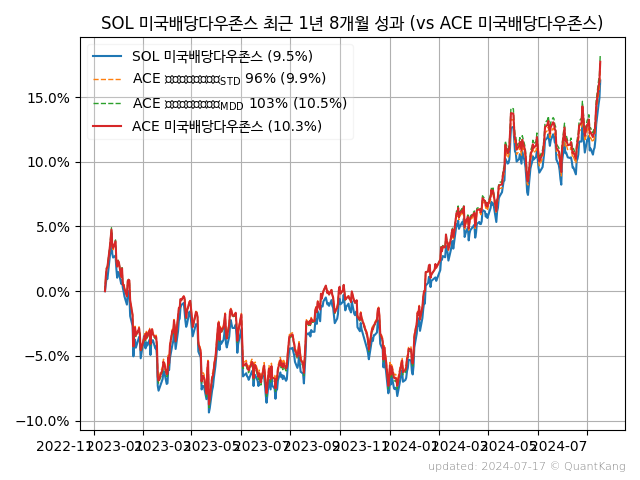 SOL 미국배당다우존스 최근 1년 8개월 성과 (vs ACE 미국배당다우존스)
SOL 미국배당다우존스 (9.5%)
ACE STD 96% (9.9%)
ACE MDD 103% (10.5%)
ACE 미국배당다우존스 (10.3%)
15.0%
10.0%
5.0%
0.0%
−5.0%
−10.0%
2022-11 2023-01 2023-03 2023-05 2023-07 2023-09 2023-11 2024-01 2024-03 2024-05 2024-07
updated: 2024-07-17 © QuantKang